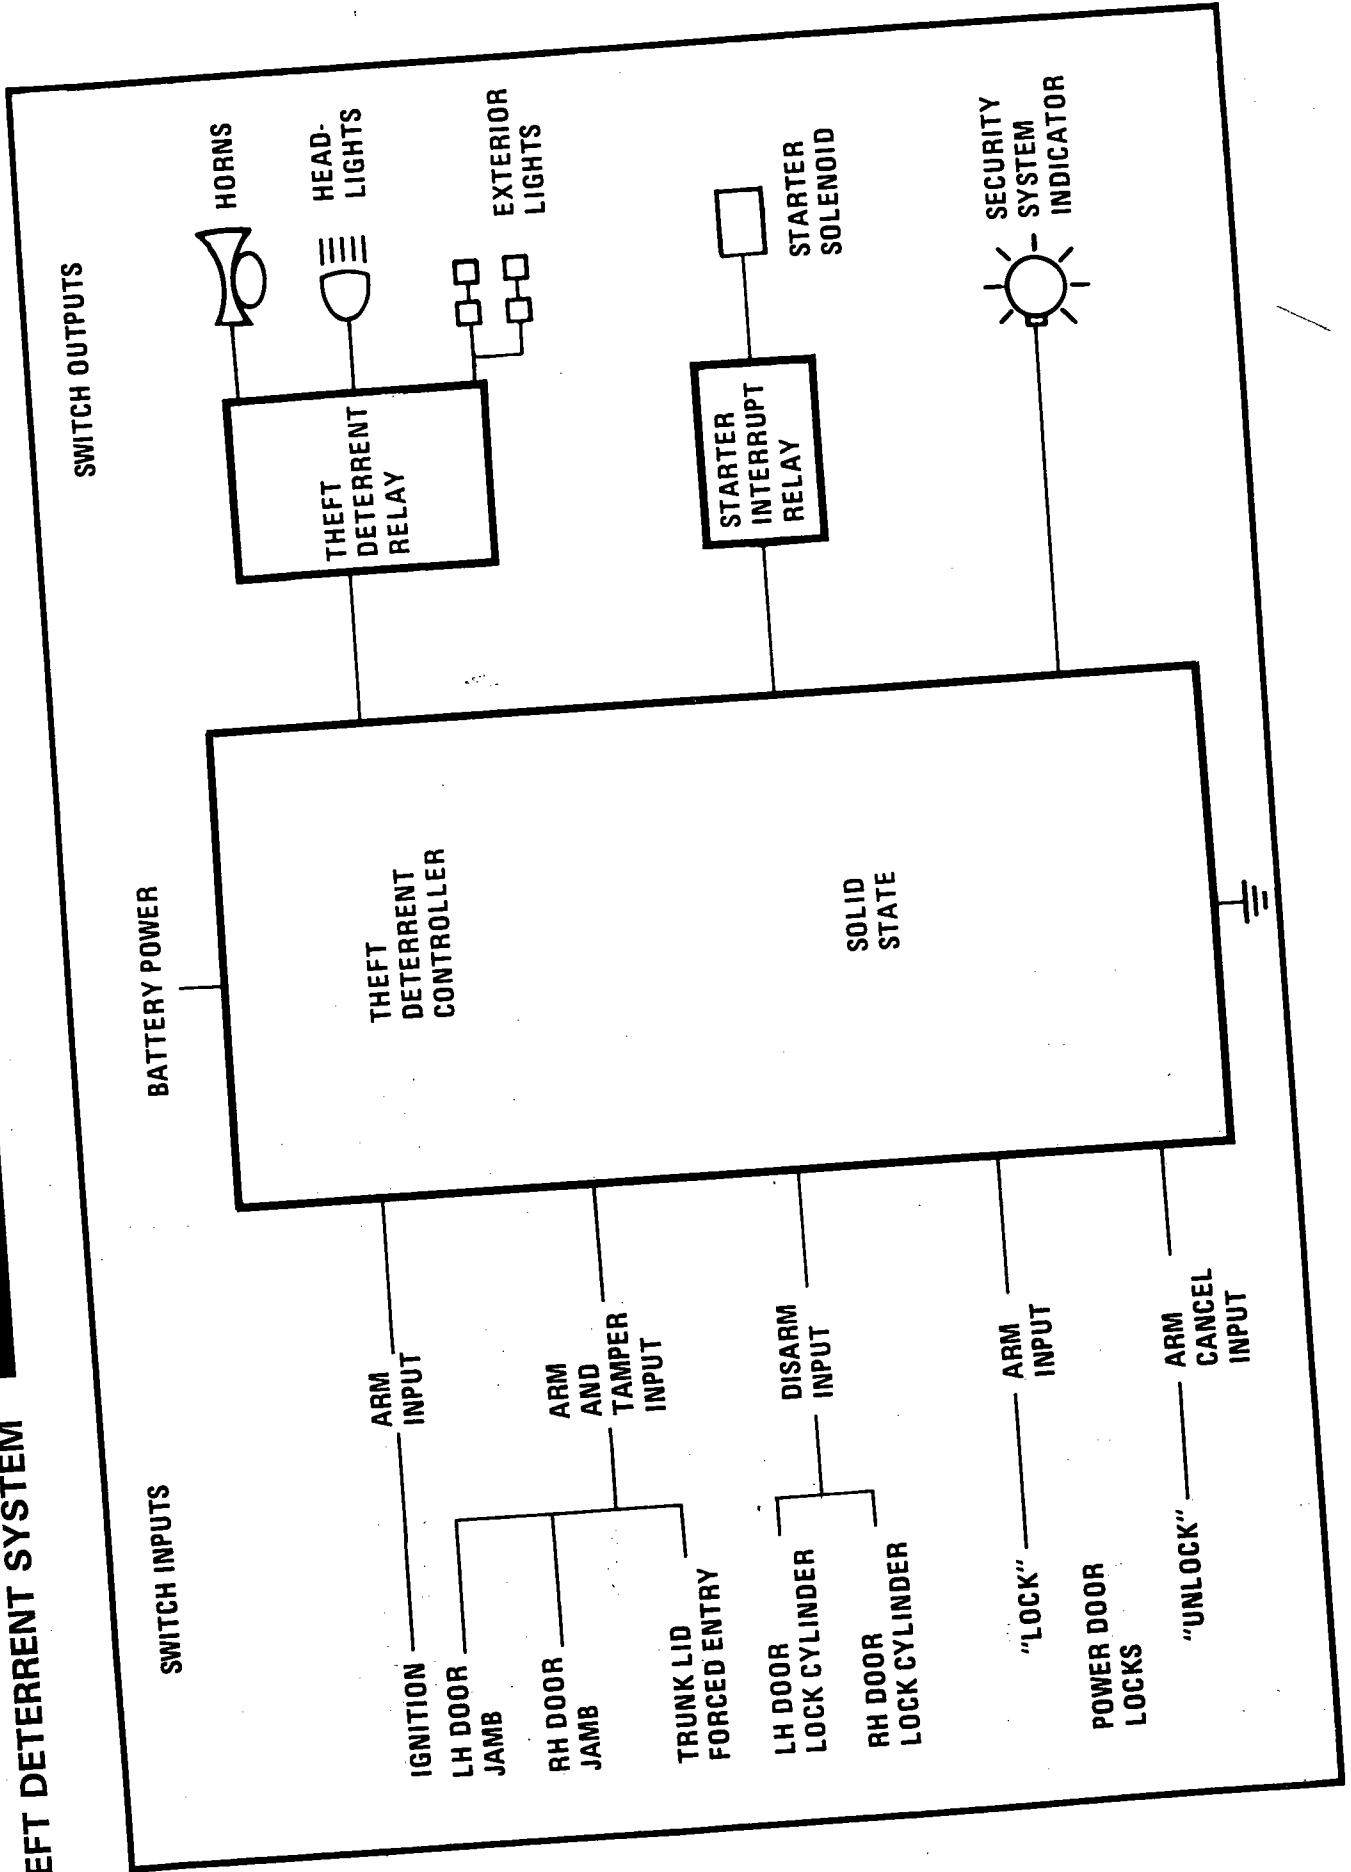 EFT DETERRENT SYSTEM
SWITCH INPUTS
BATTERY POWER
SWITCH OUTPUTS
IGNITION
ARM
INPUT
LH DOOR
JAMB
RH DOOR
JAMB
TRUNK LID
FORCED ENTRY
ARM
AND
TAMPER
INPUT
LH DOOR
LOCK CYLINDER
RH DOOR
LOCK CYLINDER
DISARM
INPUT
"LOCK"
ARM
INPUT
POWER DOOR
LOCKS
"UNLOCK"
ARM
CANCEL
INPUT
THEFT
DETERRENT
CONTROLLER
SOLID
STATE
THEFT
DETERRENT
RELAY
HORNS
HEAD-
LIGHTS
EXTERIOR
LIGHTS
STARTER
INTERRUPT
RELAY
STARTER
SOLENOID
SECURITY
SYSTEM
INDICATOR